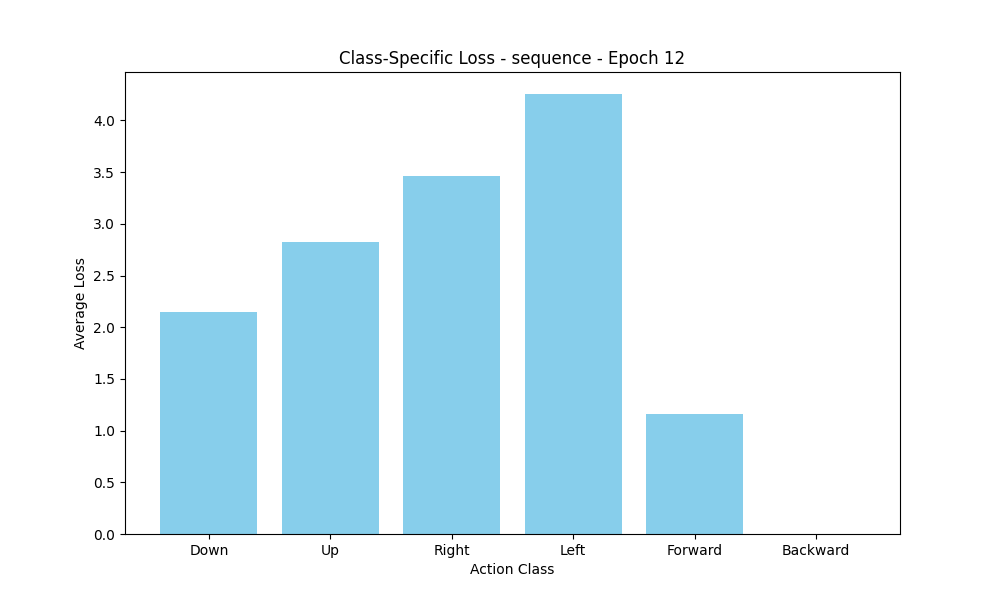 Class-Specific Loss - sequence - Epoch 12
Average Loss
4.0
3.5
3.0
2.5
2.0
1.5
1.0
0.5
0.0
Down Up Right Left Forward Backward
Action Class